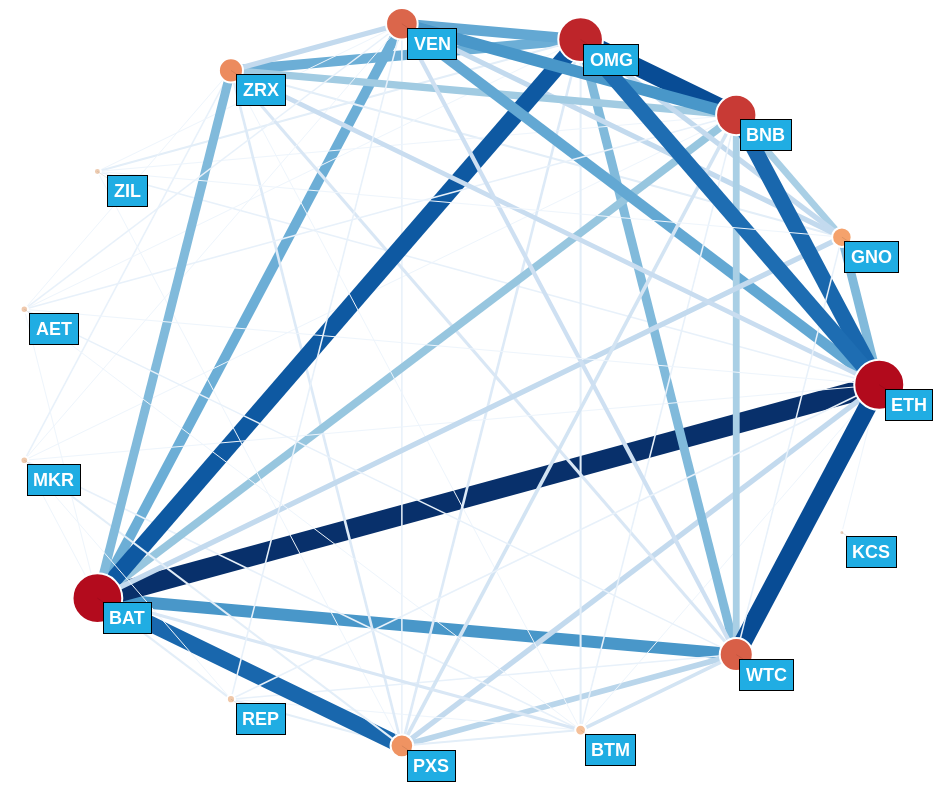 VEN
OMG
ZRX
BNB
ZIL
GNO
AET
ETH
MKR
KCS
BAT
WTC
REP
BTM
PXS